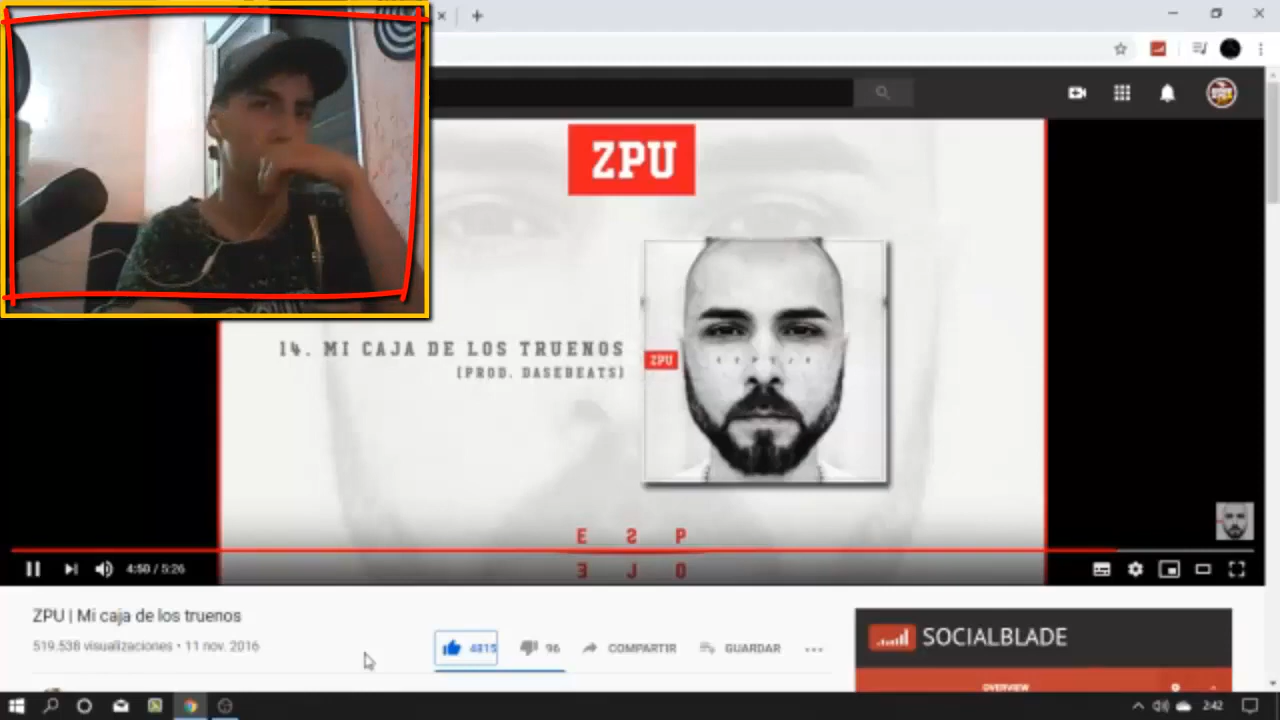 ZPU
14. MI CAJA DE LOS TRUENOS
(PROD. DASEBEATS)
ZPU
E S P
E J O
4:50 / 5:26
ZPU | Mi caja de los truenos
519.538 visualizaciones • 11 nov. 2016
4815
96
COMPARTIR
GUARDAR
SOCIALBLADE
OVERVIEW
2:42